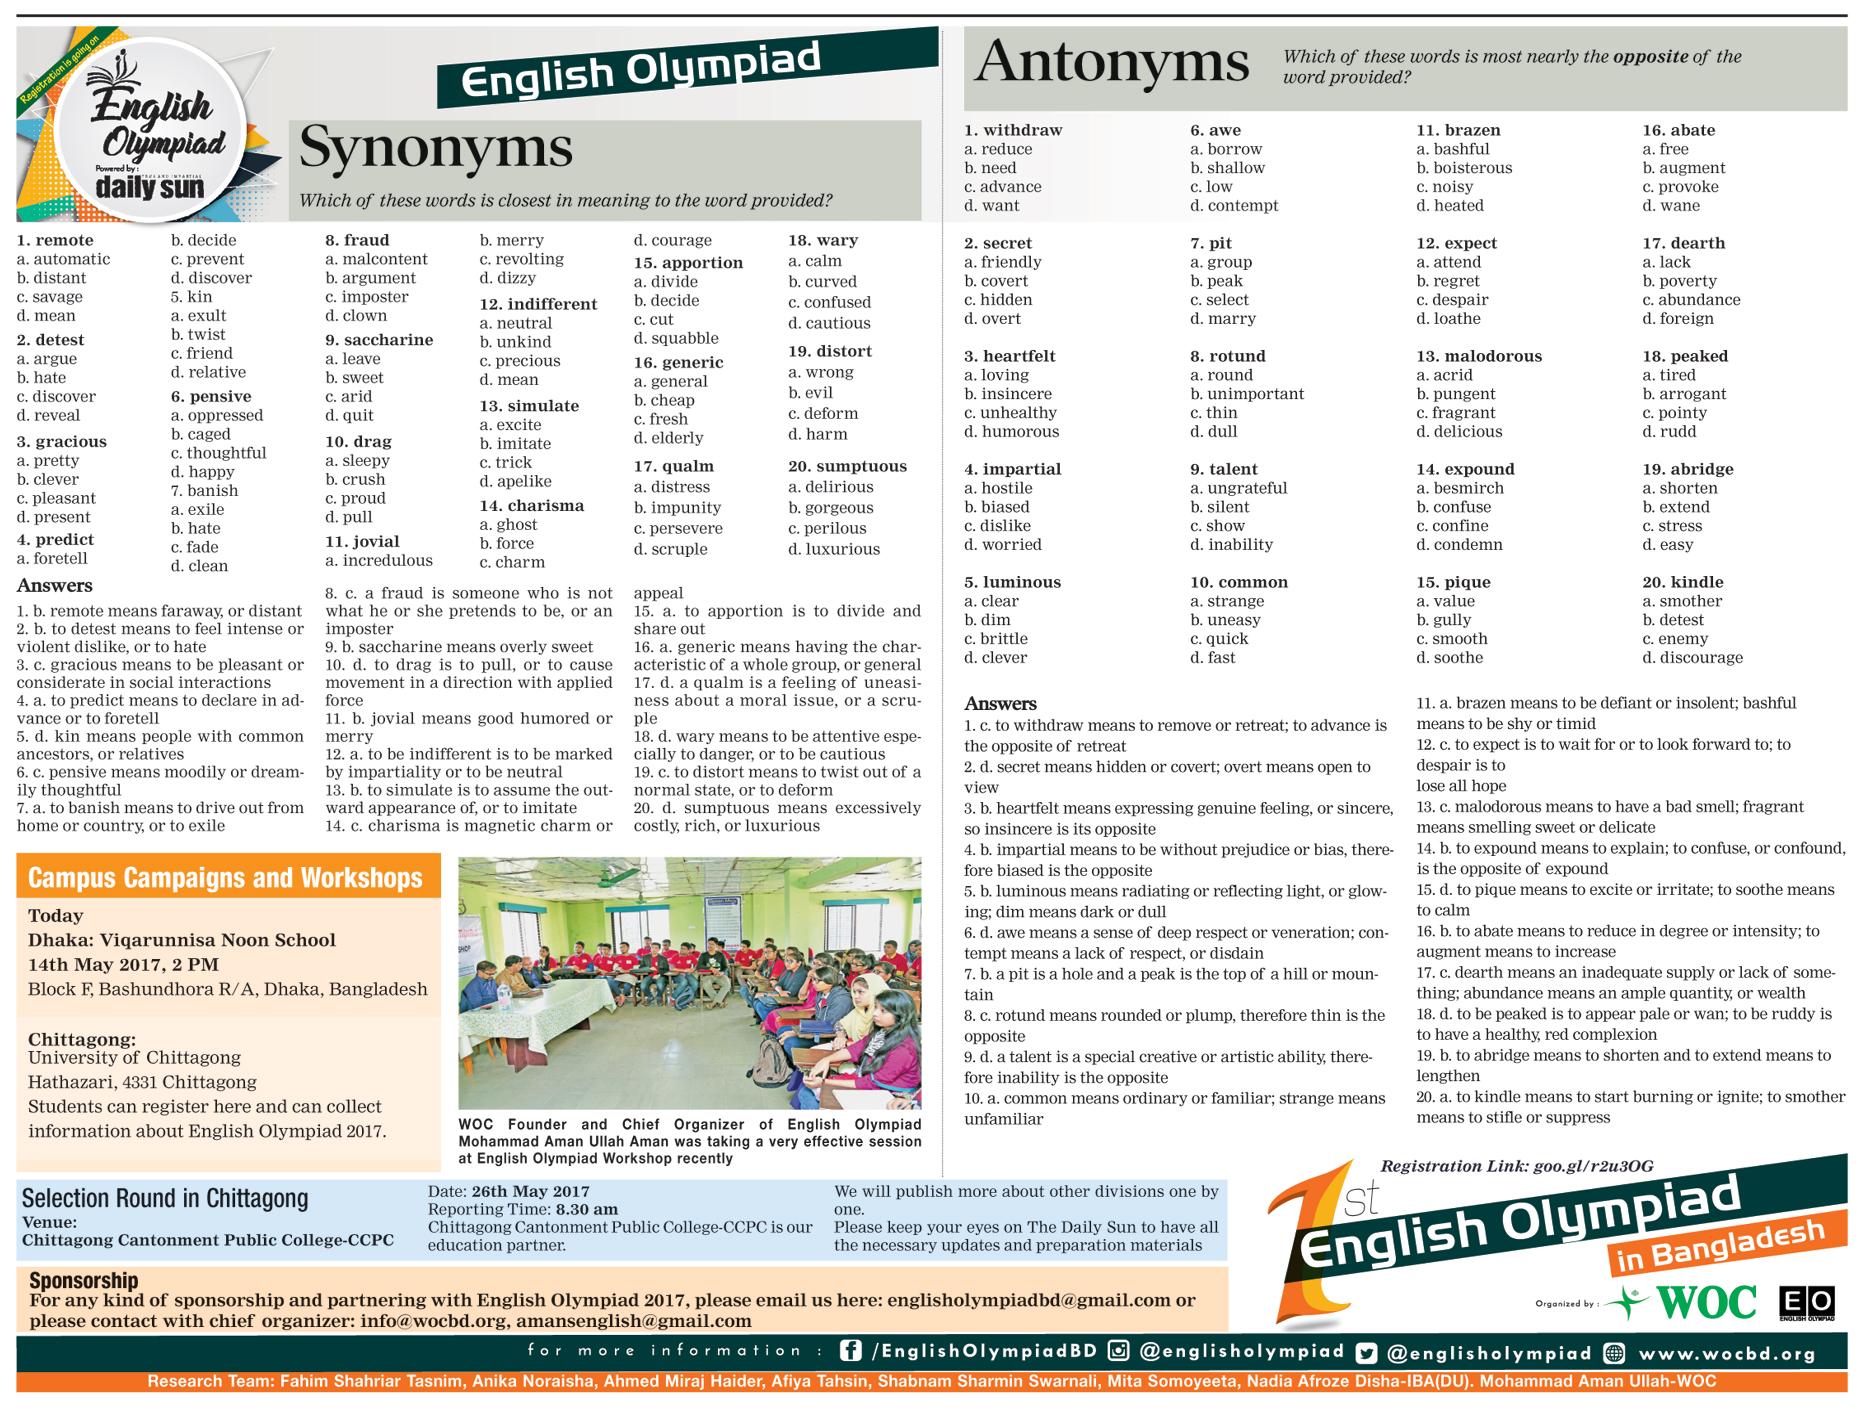 Registration is going on
English
Olympiad
Powered by :
TRUE AND IMPARTIAL
daily sun
English Olympiad
Synonyms
Which of these words is closest in meaning to the word provided?
1. remote
a. automatic
b. distant
c. savage
d. mean
2. detest
a. argue
b. hate
c. discover
d. reveal
3. gracious
a. pretty
b. clever
c. pleasant
d. present
4. predict
a. foretell
b. decide
c. prevent
d. discover
5. kin
a. exult
b. twist
c. friend
d. relative
6. pensive
a. oppressed
b. caged
c. thoughtful
d. happy
7. banish
a. exile
b. hate
c. fade
d. clean
8. fraud
a. malcontent
b. argument
c. imposter
d. clown
9. saccharine
a. leave
b. sweet
c. arid
d. quit
10. drag
a. sleepy
b. crush
c. proud
d. pull
11. jovial
a. incredulous
b. merry
c. revolting
d. dizzy
12. indifferent
a. neutral
b. unkind
c. precious
d. mean
13. simulate
a. excite
b. imitate
c. trick
d. apelike
14. charisma
a. ghost
b. force
c. charm
d. courage
15. apportion
a. divide
b. decide
c. cut
d. squabble
16. generic
a. general
b. cheap
c. fresh
d. elderly
17. qualm
a. distress
b. impunity
c. persevere
d. scruple
18. wary
a. calm
b. curved
c. confused
d. cautious
19. distort
a. wrong
b. evil
c. deform
d. harm
20. sumptuous
a. delirious
b. gorgeous
c. perilous
d. luxurious
Answers
1. b. remote means faraway, or distant
2. b. to detest means to feel intense or
violent dislike, or to hate
3. c. gracious means to be pleasant or
considerate in social interactions
4. a. to predict means to declare in ad-
vance or to foretell
5. d. kin means people with common
ancestors, or relatives
6. c. pensive means moodily or dream-
ily thoughtful
7. a. to banish means to drive out from
home or country, or to exile
8. c. a fraud is someone who is not
what he or she pretends to be, or an
imposter
9. b. saccharine means overly sweet
10. d. to drag is to pull, or to cause
movement in a direction with applied
force
11. b. jovial means good humored or
merry
12. a. to be indifferent is to be marked
by impartiality or to be neutral
13. b. to simulate is to assume the out-
ward appearance of, or to imitate
14. c. charisma is magnetic charm or
appeal
15. a. to apportion is to divide and
share out
16. a. generic means having the char-
acteristic of a whole group, or general
17. d. a qualm is a feeling of uneasi-
ness about a moral issue, or a scru-
ple
18. d. wary means to be attentive espe-
cially to danger, or to be cautious
19. c. to distort means to twist out of a
normal state, or to deform
20. d. sumptuous means excessively
costly, rich, or luxurious
Campus Campaigns and Workshops
Today
Dhaka: Viqarunnisa Noon School
14th May 2017, 2 PM
Block F, Bashundhora R/A, Dhaka, Bangladesh
Chittagong:
University of Chittagong
Hathazari, 4331 Chittagong
Students can register here and can collect
information about English Olympiad 2017.
WOC Founder and Chief Organizer of English Olympiad
Mohammad Aman Ullah Aman was taking a very effective session
at English Olympiad Workshop recently
Antonyms
Which of these words is most nearly the opposite of the
word provided?
1. withdraw
a. reduce
b. need
c. advance
d. want
2. secret
a. friendly
b. covert
c. hidden
d. overt
3. heartfelt
a. loving
b. insincere
c. unhealthy
d. humorous
4. impartial
a. hostile
b. biased
c. dislike
d. worried
5. luminous
a. clear
b. dim
c. brittle
d. clever
6. awe
a. borrow
b. shallow
c. low
d. contempt
7. pit
a. group
b. peak
c. select
d. marry
8. rotund
a. round
b. unimportant
c. thin
d. dull
9. talent
a. ungrateful
b. silent
c. show
d. inability
10. common
a. strange
b. uneasy
c. quick
d. fast
11. brazen
a. bashful
b. boisterous
c. noisy
d. heated
12. expect
a. attend
b. regret
c. despair
d. loathe
13. malodorous
a. acrid
b. pungent
c. fragrant
d. delicious
14. expound
a. besmirch
b. confuse
c. confine
d. condemn
15. pique
a. value
b. gully
c. smooth
d. soothe
16. abate
a. free
b. augment
c. provoke
d. wane
17. dearth
a. lack
b. poverty
c. abundance
d. foreign
18. peaked
a. tired
b. arrogant
c. pointy
d. rudd
19. abridge
a. shorten
b. extend
c. stress
d. easy
20. kindle
a. smother
b. detest
c. enemy
d. discourage
Answers
1. c. to withdraw means to remove or retreat; to advance is
the opposite of retreat
2. d. secret means hidden or covert; overt means open to
view
3. b. heartfelt means expressing genuine feeling, or sincere,
so insincere is its opposite
4. b. impartial means to be without prejudice or bias, there-
fore biased is the opposite
5. b. luminous means radiating or reflecting light, or glow-
ing; dim means dark or dull
6. d. awe means a sense of deep respect or veneration; con-
tempt means a lack of respect, or disdain
7. b. a pit is a hole and a peak is the top of a hill or moun-
tain
8. c. rotund means rounded or plump, therefore thin is the
opposite
9. d. a talent is a special creative or artistic ability, there-
fore inability is the opposite
10. a. common means ordinary or familiar; strange means
unfamiliar
11. a. brazen means to be defiant or insolent; bashful
means to be shy or timid
12. c. to expect is to wait for or to look forward to; to
despair is to
lose all hope
13. c. malodorous means to have a bad smell; fragrant
means smelling sweet or delicate
14. b. to expound means to explain; to confuse, or confound,
is the opposite of expound
15. d. to pique means to excite or irritate; to soothe means
to calm
16. b. to abate means to reduce in degree or intensity; to
augment means to increase
17. c. dearth means an inadequate supply or lack of some-
thing; abundance means an ample quantity, or wealth
18. d. to be peaked is to appear pale or wan; to be ruddy is
to have a healthy, red complexion
19. b. to abridge means to shorten and to extend means to
lengthen
20. a. to kindle means to start burning or ignite; to smother
means to stifle or suppress
Selection Round in Chittagong
Venue:
Chittagong Cantonment Public College-CCPC
Date: 26th May 2017
Reporting Time: 8.30 am
Chittagong Cantonment Public College-CCPC is our
education partner.
We will publish more about other divisions one by
one.
Please keep your eyes on The Daily Sun to have all
the necessary updates and preparation materials
Sponsorship
For any kind of sponsorship and partnering with English Olympiad 2017, please email us here: englisholympiadbd@gmail.com or
please contact with chief organizer: info@wocbd.org, amansenglish@gmail.com
Registration Link: goo.gl/r2u3OG
1st
English Olympiad
in Bangladesh
Organized by :
WOC
EO
ENGLISH OLYMPIAD
for more information : /EnglishOlympiadBD @englisholympiad @englisholympiad www.wocbd.org
Research Team: Fahim Shahriar Tasnim, Anika Noraisha, Ahmed Miraj Haider, Afiya Tahsin, Shabnam Sharmin Swarnali, Mita Somoyeeta, Nadia Afroze Disha-IBA(DU). Mohammad Aman Ullah-WOC